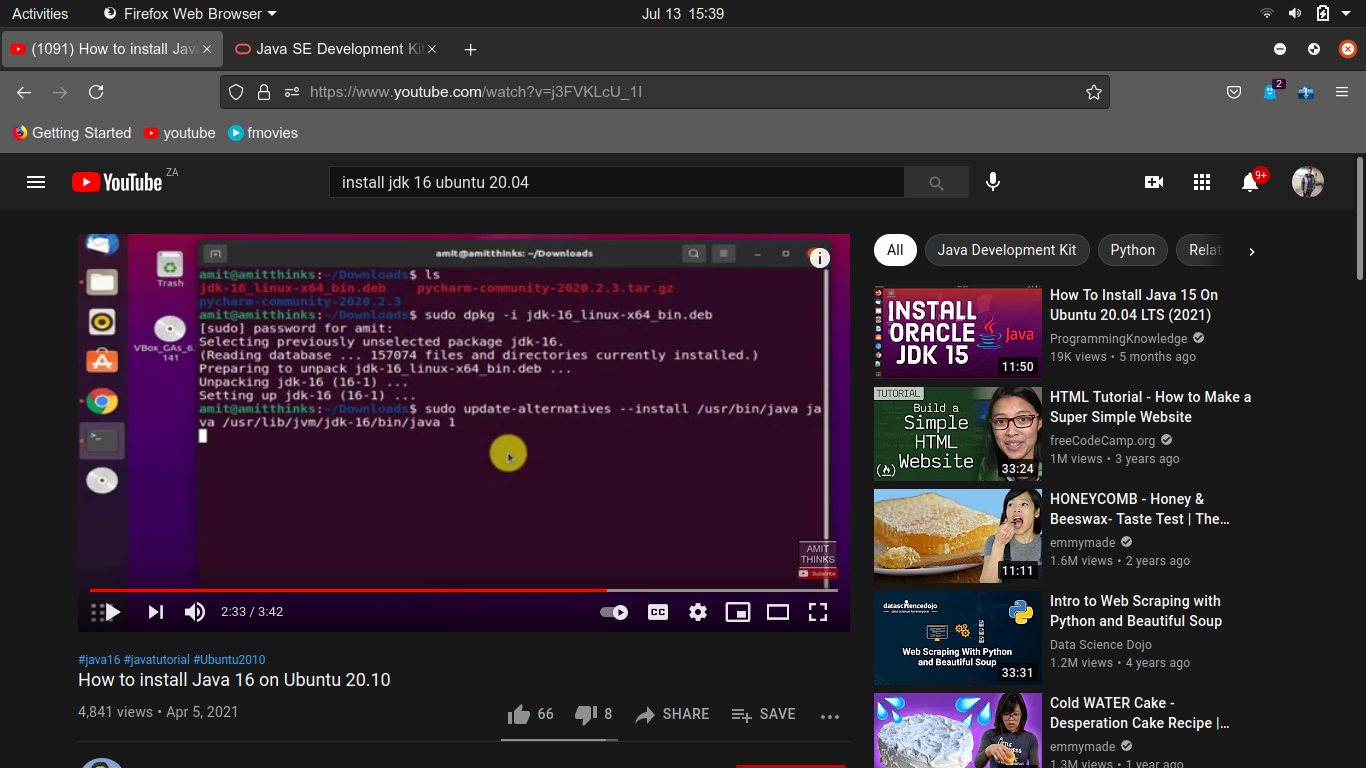 Activities
Firefox Web Browser
Jul 13 15:39
(1091) How to install Jav
Java SE Development Ki
https://www.youtube.com/watch?v=j3FVKLcU_1I
2
Getting Started
youtube
fmovies
YouTube
ZA
install jdk 16 ubuntu 20.04
9+
amit@amitthinks: ~/Downloads
amit@amitthinks:~/Downloads$ ls
jdk-16_linux-x64_bin.deb pycharm-community-2020.2.3.tar.gz
pycharm-community-2020.2.3
amit@amitthinks:~/Downloads$ sudo dpkg -i jdk-16_linux-x64_bin.deb
[sudo] password for amit:
Selecting previously unselected package jdk-16.
(Reading database ... 157074 files and directories currently installed.)
Preparing to unpack jdk-16_linux-x64_bin.deb ...
Unpacking jdk-16 (16-1) ...
Setting up jdk-16 (16-1) ...
amit@amitthinks:~/Downloads$ sudo update-alternatives --install /usr/bin/java ja
va /usr/lib/jvm/jdk-16/bin/java 1
Trash
VBox_GAs_6.
141
AMIT
THINKS
Subscribe
2:33 / 3:42
CC
#java16 #javatutorial #Ubuntu2010
How to install Java 16 on Ubuntu 20.10
4,841 views • Apr 5, 2021
66
8
SHARE
SAVE
All
Java Development Kit
Python
Relat
INSTALL
ORACLE
JDK 15
Java
11:50
How To Install Java 15 On
Ubuntu 20.04 LTS (2021)
ProgrammingKnowledge
19K views • 5 months ago
TUTORIAL
Build a
Simple
HTML
Website
33:24
HTML Tutorial - How to Make a
Super Simple Website
freeCodeCamp.org
1M views • 3 years ago
11:11
HONEYCOMB - Honey &
Beeswax- Taste Test | The…
emmymade
1.6M views • 2 years ago
datasciencedojo
Web Scraping With Python
and Beautiful Soup
33:31
Intro to Web Scraping with
Python and Beautiful Soup
Data Science Dojo
1.2M views • 4 years ago
Cold WATER Cake -
Desperation Cake Recipe |…
emmymade
1.3M views • 1 year ago